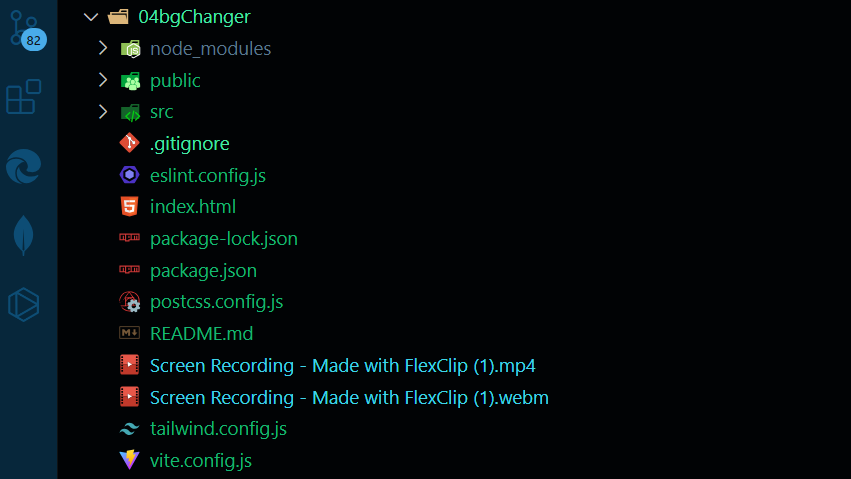 04bgChanger
82
node_modules
public
src
.gitignore
eslint.config.js
index.html
package-lock.json
package.json
postcss.config.js
README.md
Screen Recording - Made with FlexClip (1).mp4
Screen Recording - Made with FlexClip (1).webm
tailwind.config.js
vite.config.js